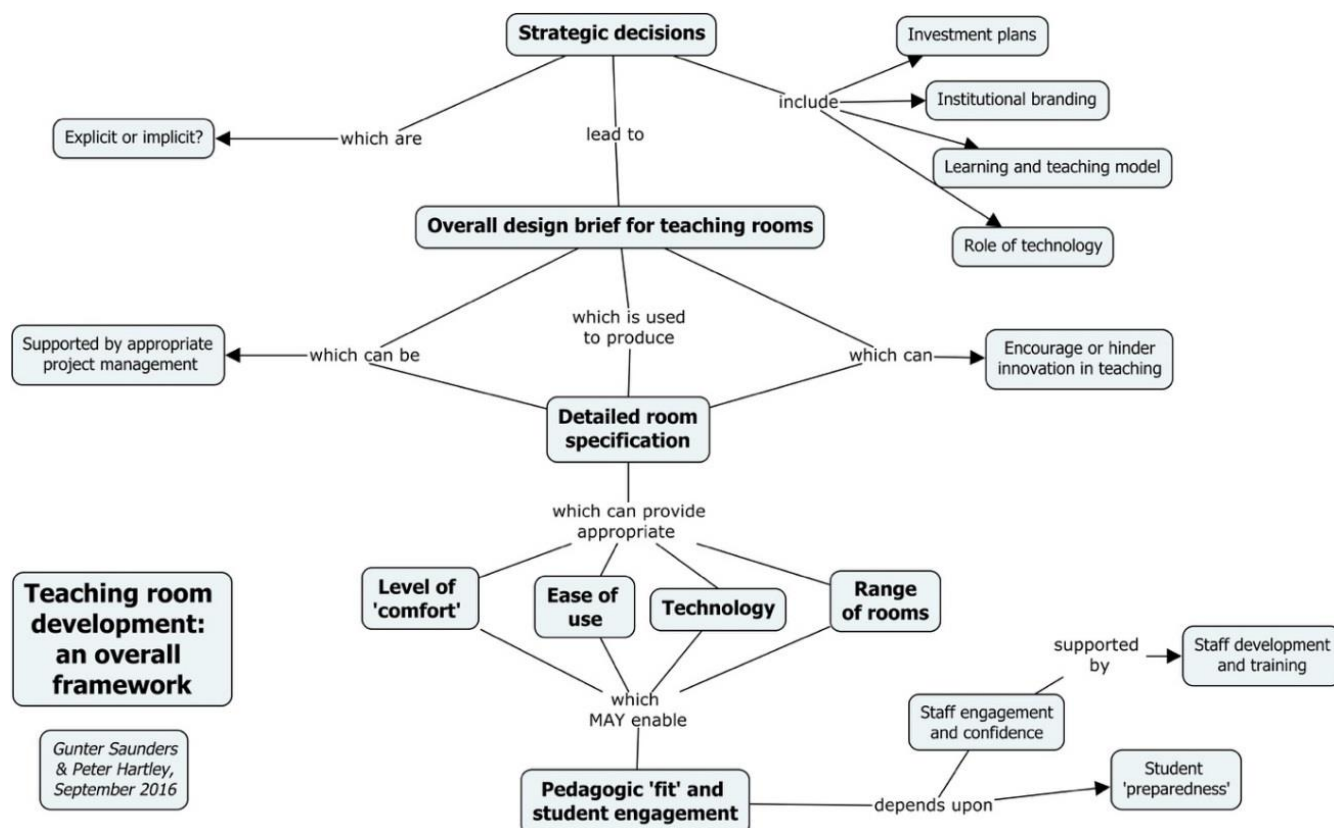 Strategic decisions
Investment plans
include
Institutional branding
Explicit or implicit?
which are
lead to
Learning and teaching model
Overall design brief for teaching rooms
Role of technology
which is used
to produce
Supported by appropriate
project management
which can be
which can
Encourage or hinder
innovation in teaching
Detailed room
specification
which can provide
appropriate
Level of
'comfort'
Ease of
use
Technology
Range
of rooms
Teaching room
development:
an overall
framework
which
MAY enable
supported
by
Staff development
and training
Staff engagement
and confidence
Gunter Saunders
& Peter Hartley,
September 2016
Pedagogic 'fit' and
student engagement
depends upon
Student
'preparedness'